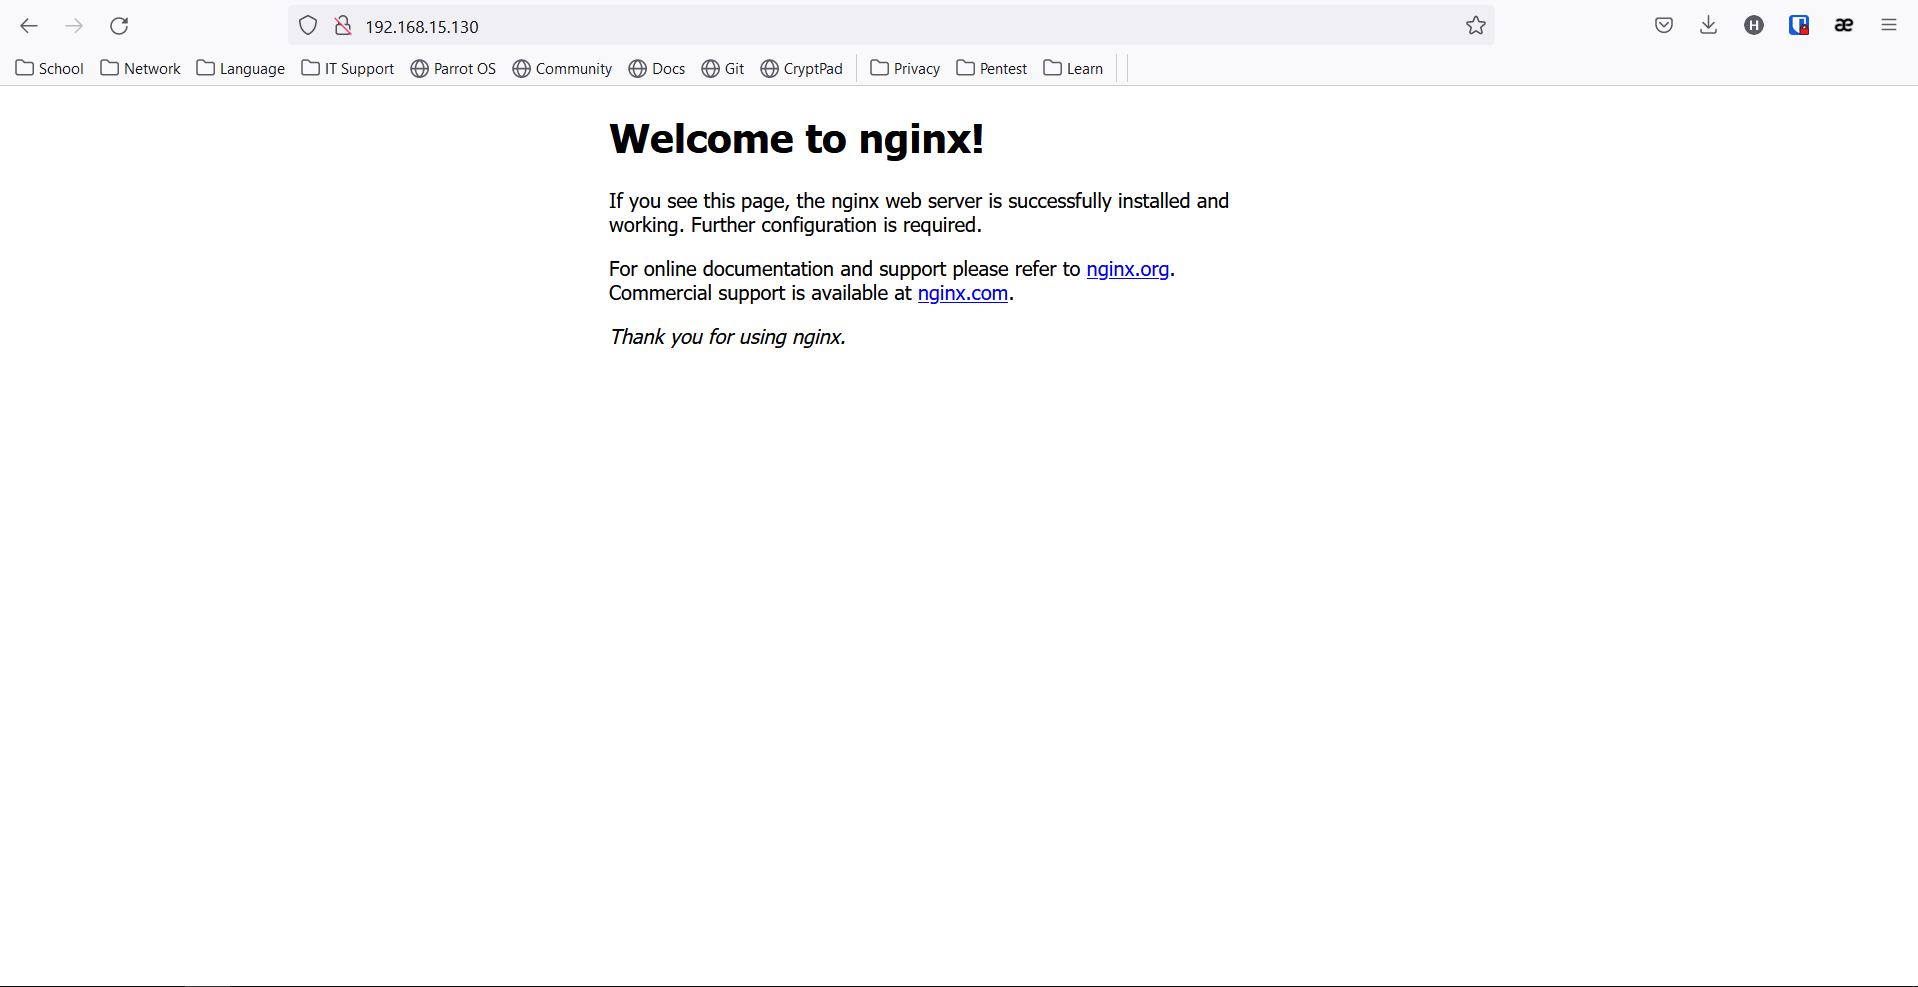 192.168.15.130
H
æ
School Network Language IT Support Parrot OS Community Docs Git CryptPad Privacy Pentest Learn
Welcome to nginx!
If you see this page, the nginx web server is successfully installed and
working. Further configuration is required.
For online documentation and support please refer to nginx.org.
Commercial support is available at nginx.com.
Thank you for using nginx.